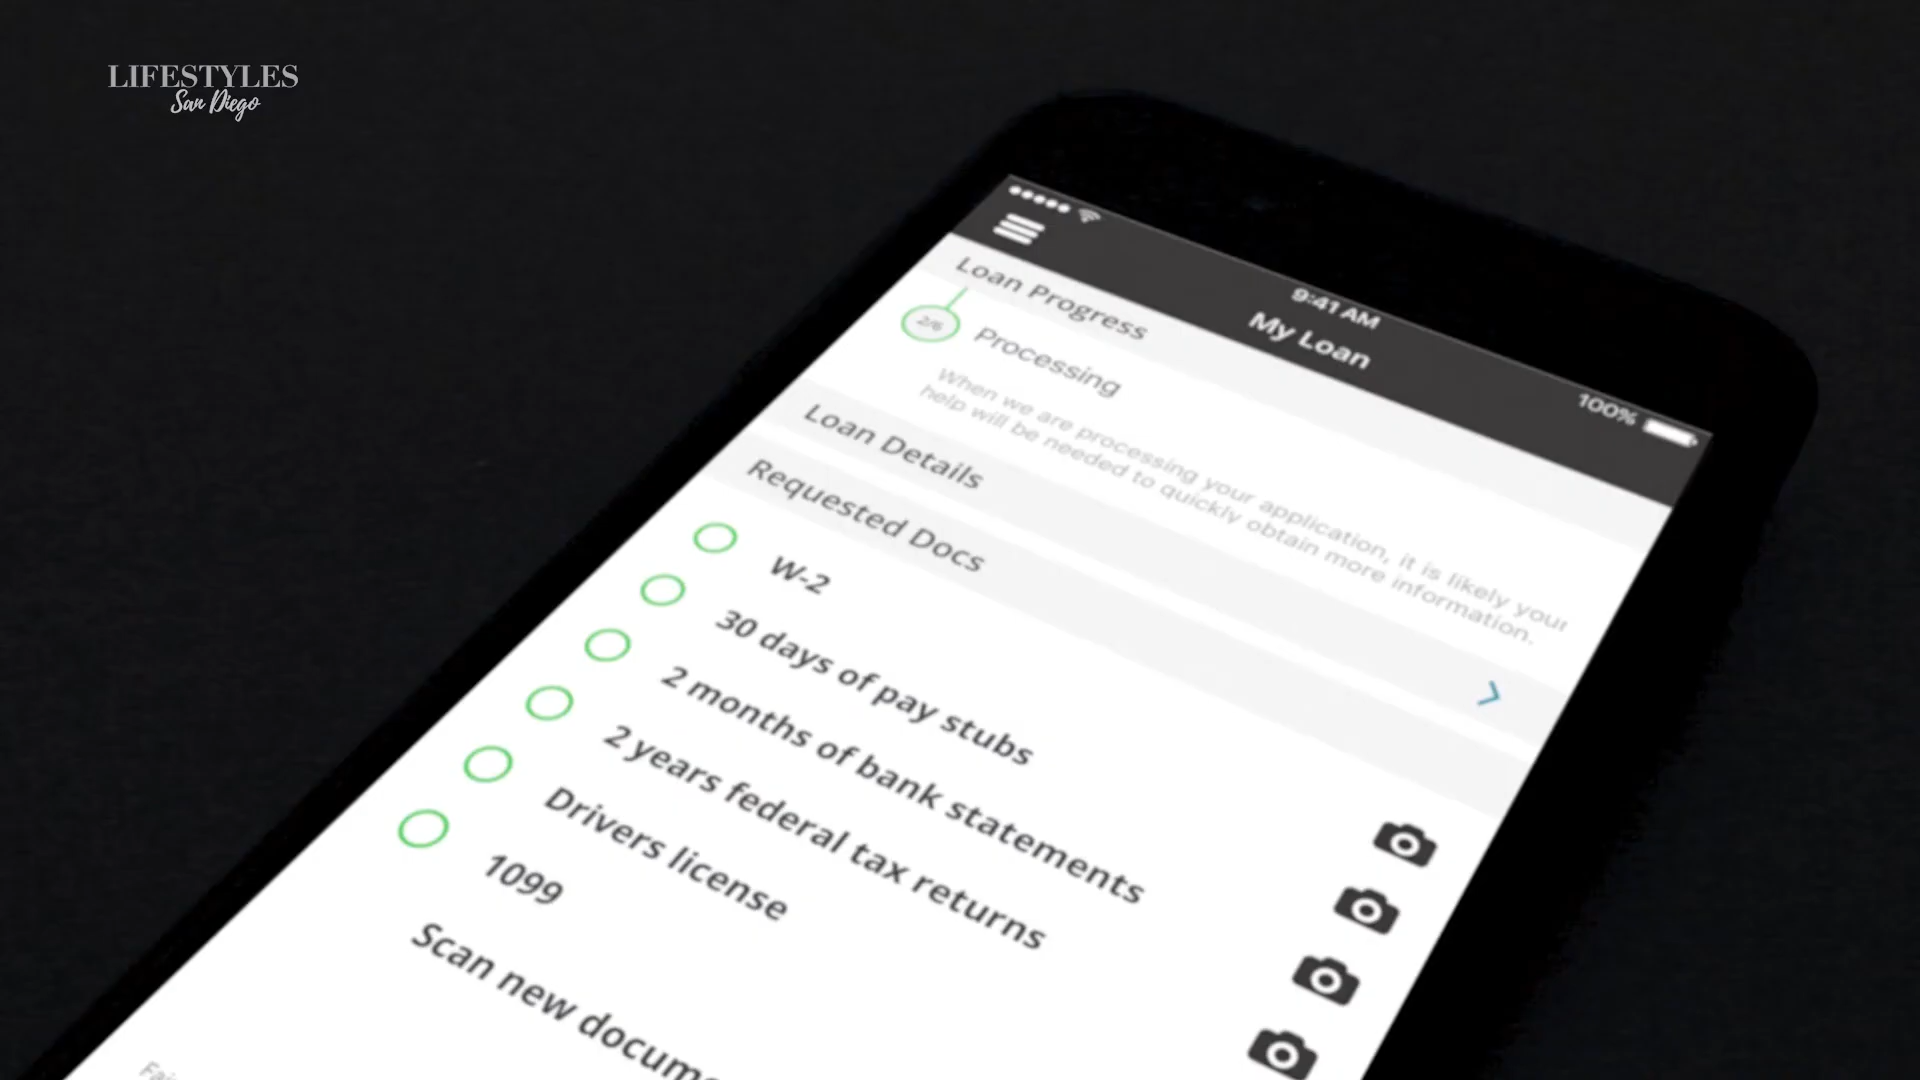 LIFESTYLES
San Diego
9:41 AM
100%
My Loan
Loan Progress
2/6
Processing
When we are processing your application, it is likely your
help will be needed to quickly obtain more information.
Loan Details
Requested Docs
W-2
30 days of pay stubs
2 months of bank statements
2 years federal tax returns
Drivers license
1099
Scan new